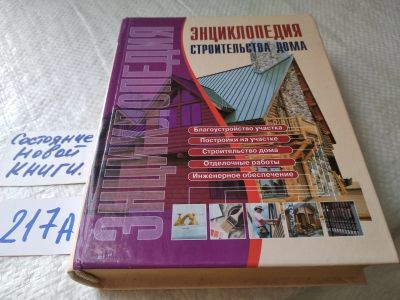 ЭНЦИКЛОПЕДИЯ
СТРОИТЕЛЬСТВА ДОМА
ЭНЦИКЛОПЕДИЯ
Благоустройство участка
Постройки на участке
Строительство дома
Отделочные работы
Инженерное обеспечение
Состояние
Новой
Книги.
217А